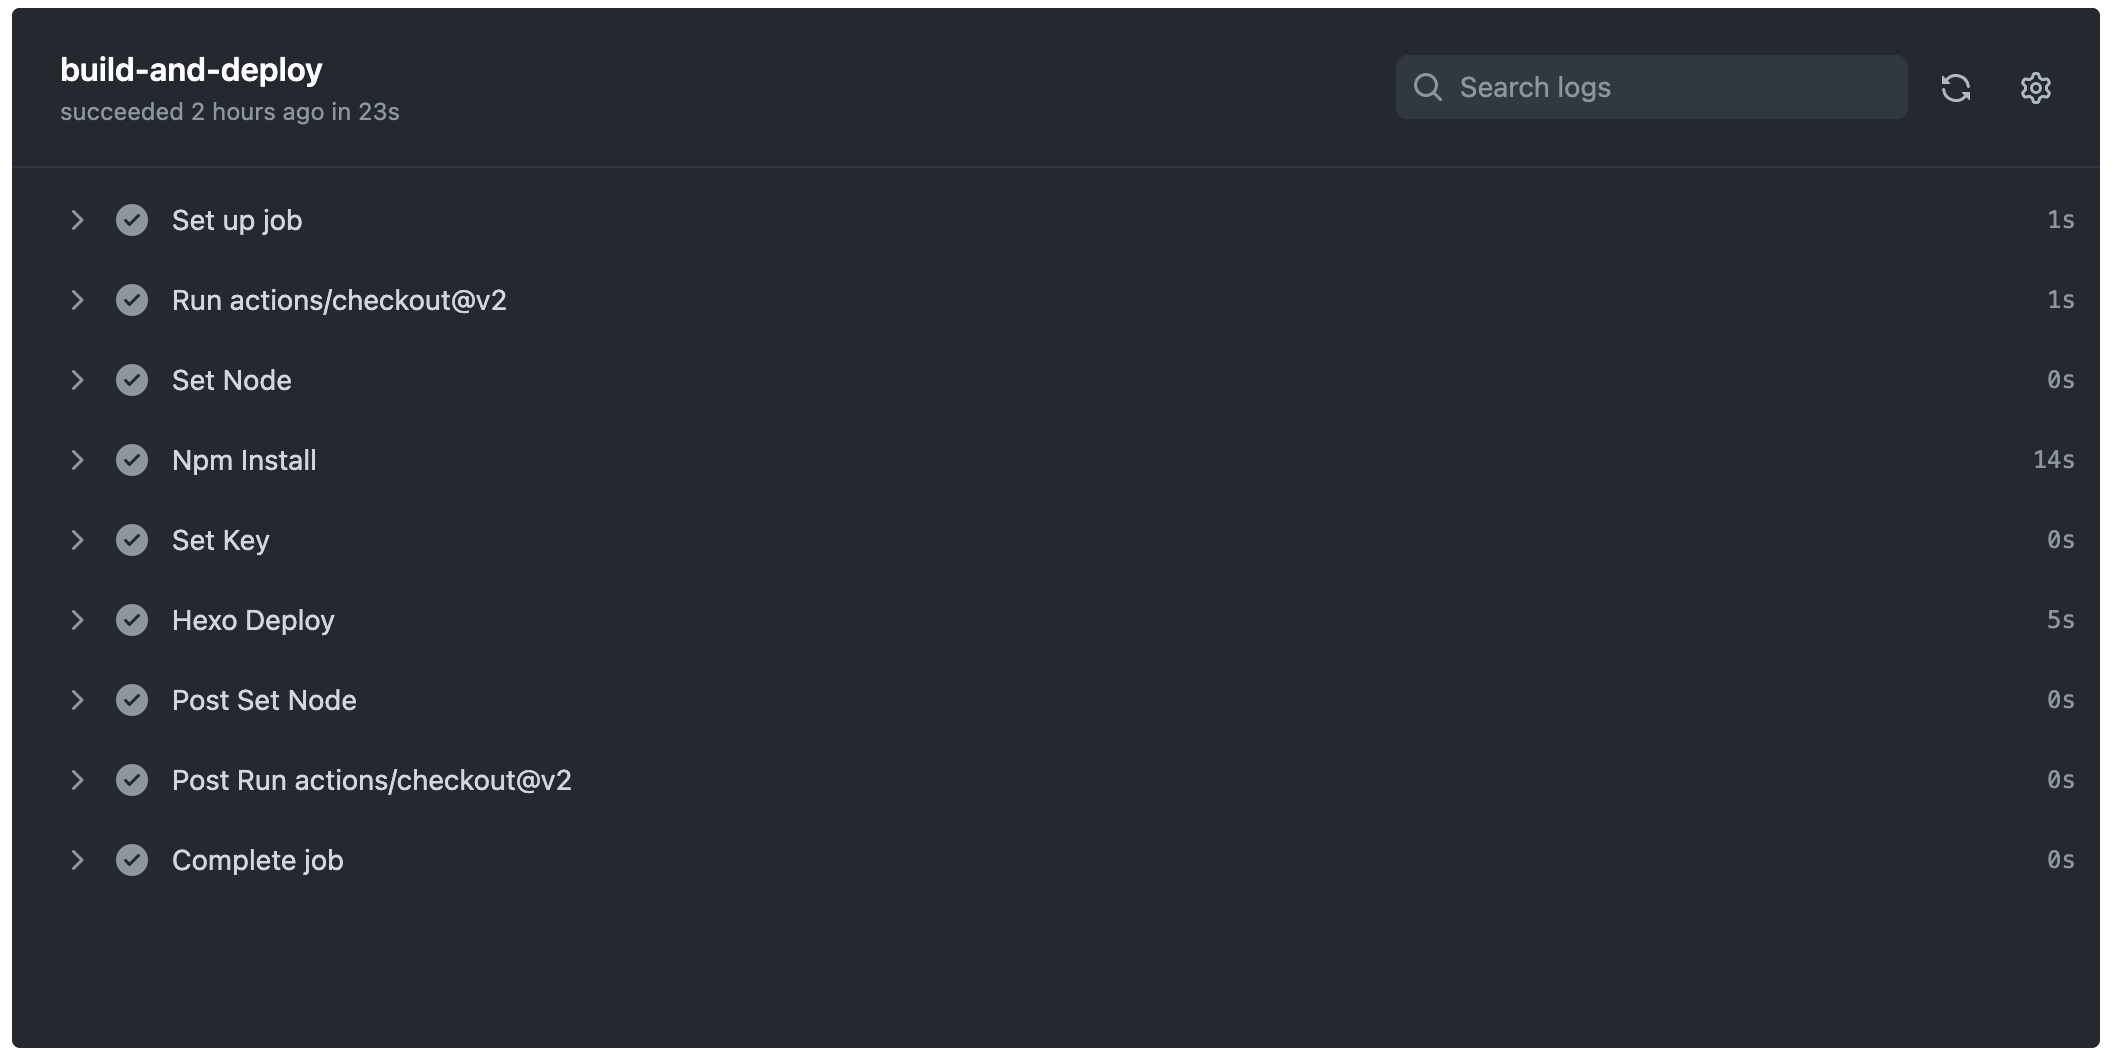 build-and-deploy
succeeded 2 hours ago in 23s
Search logs
Set up job 1s
Run actions/checkout@v2 1s
Set Node 0s
Npm Install 14s
Set Key 0s
Hexo Deploy 5s
Post Set Node 0s
Post Run actions/checkout@v2 0s
Complete job 0s